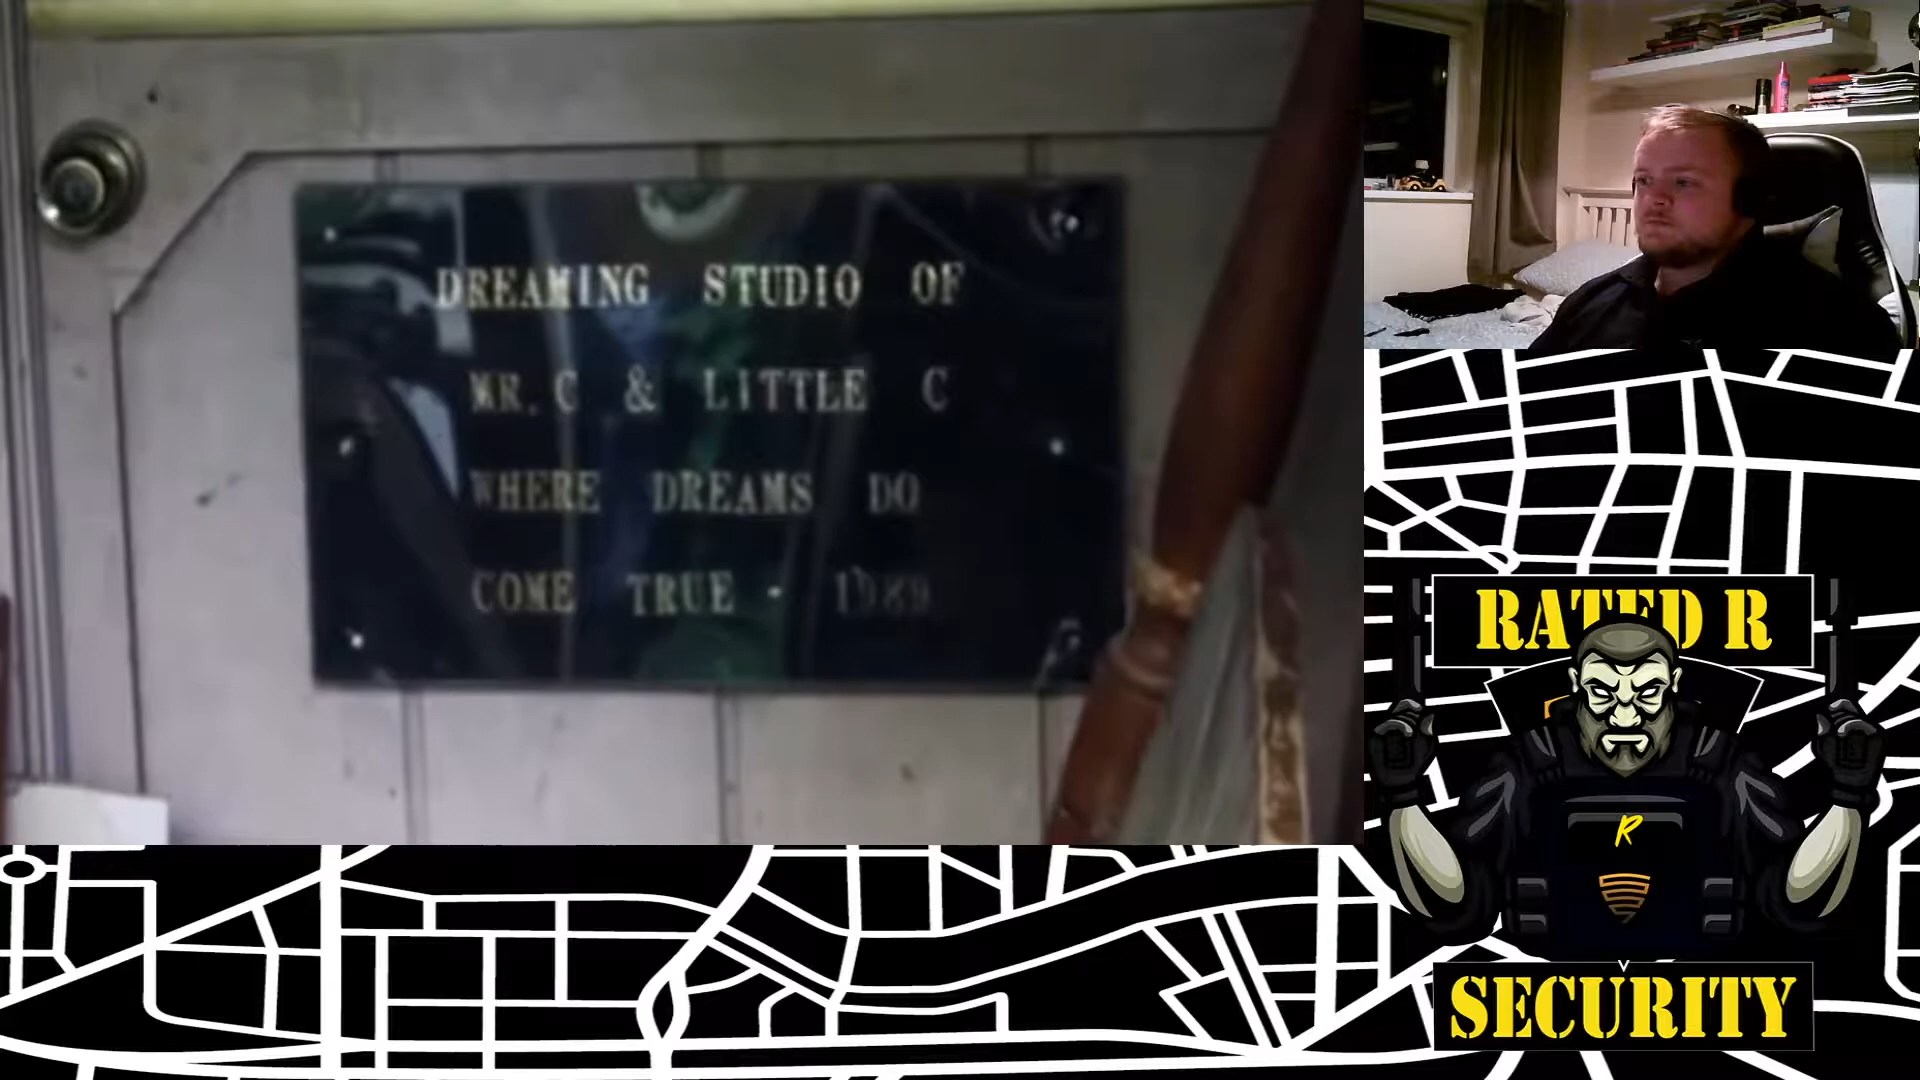 DREAMING STUDIO OF
MR. C & LITTLE C
WHERE DREAMS DO
COME TRUE - 1989
RATED R
R
SECURITY